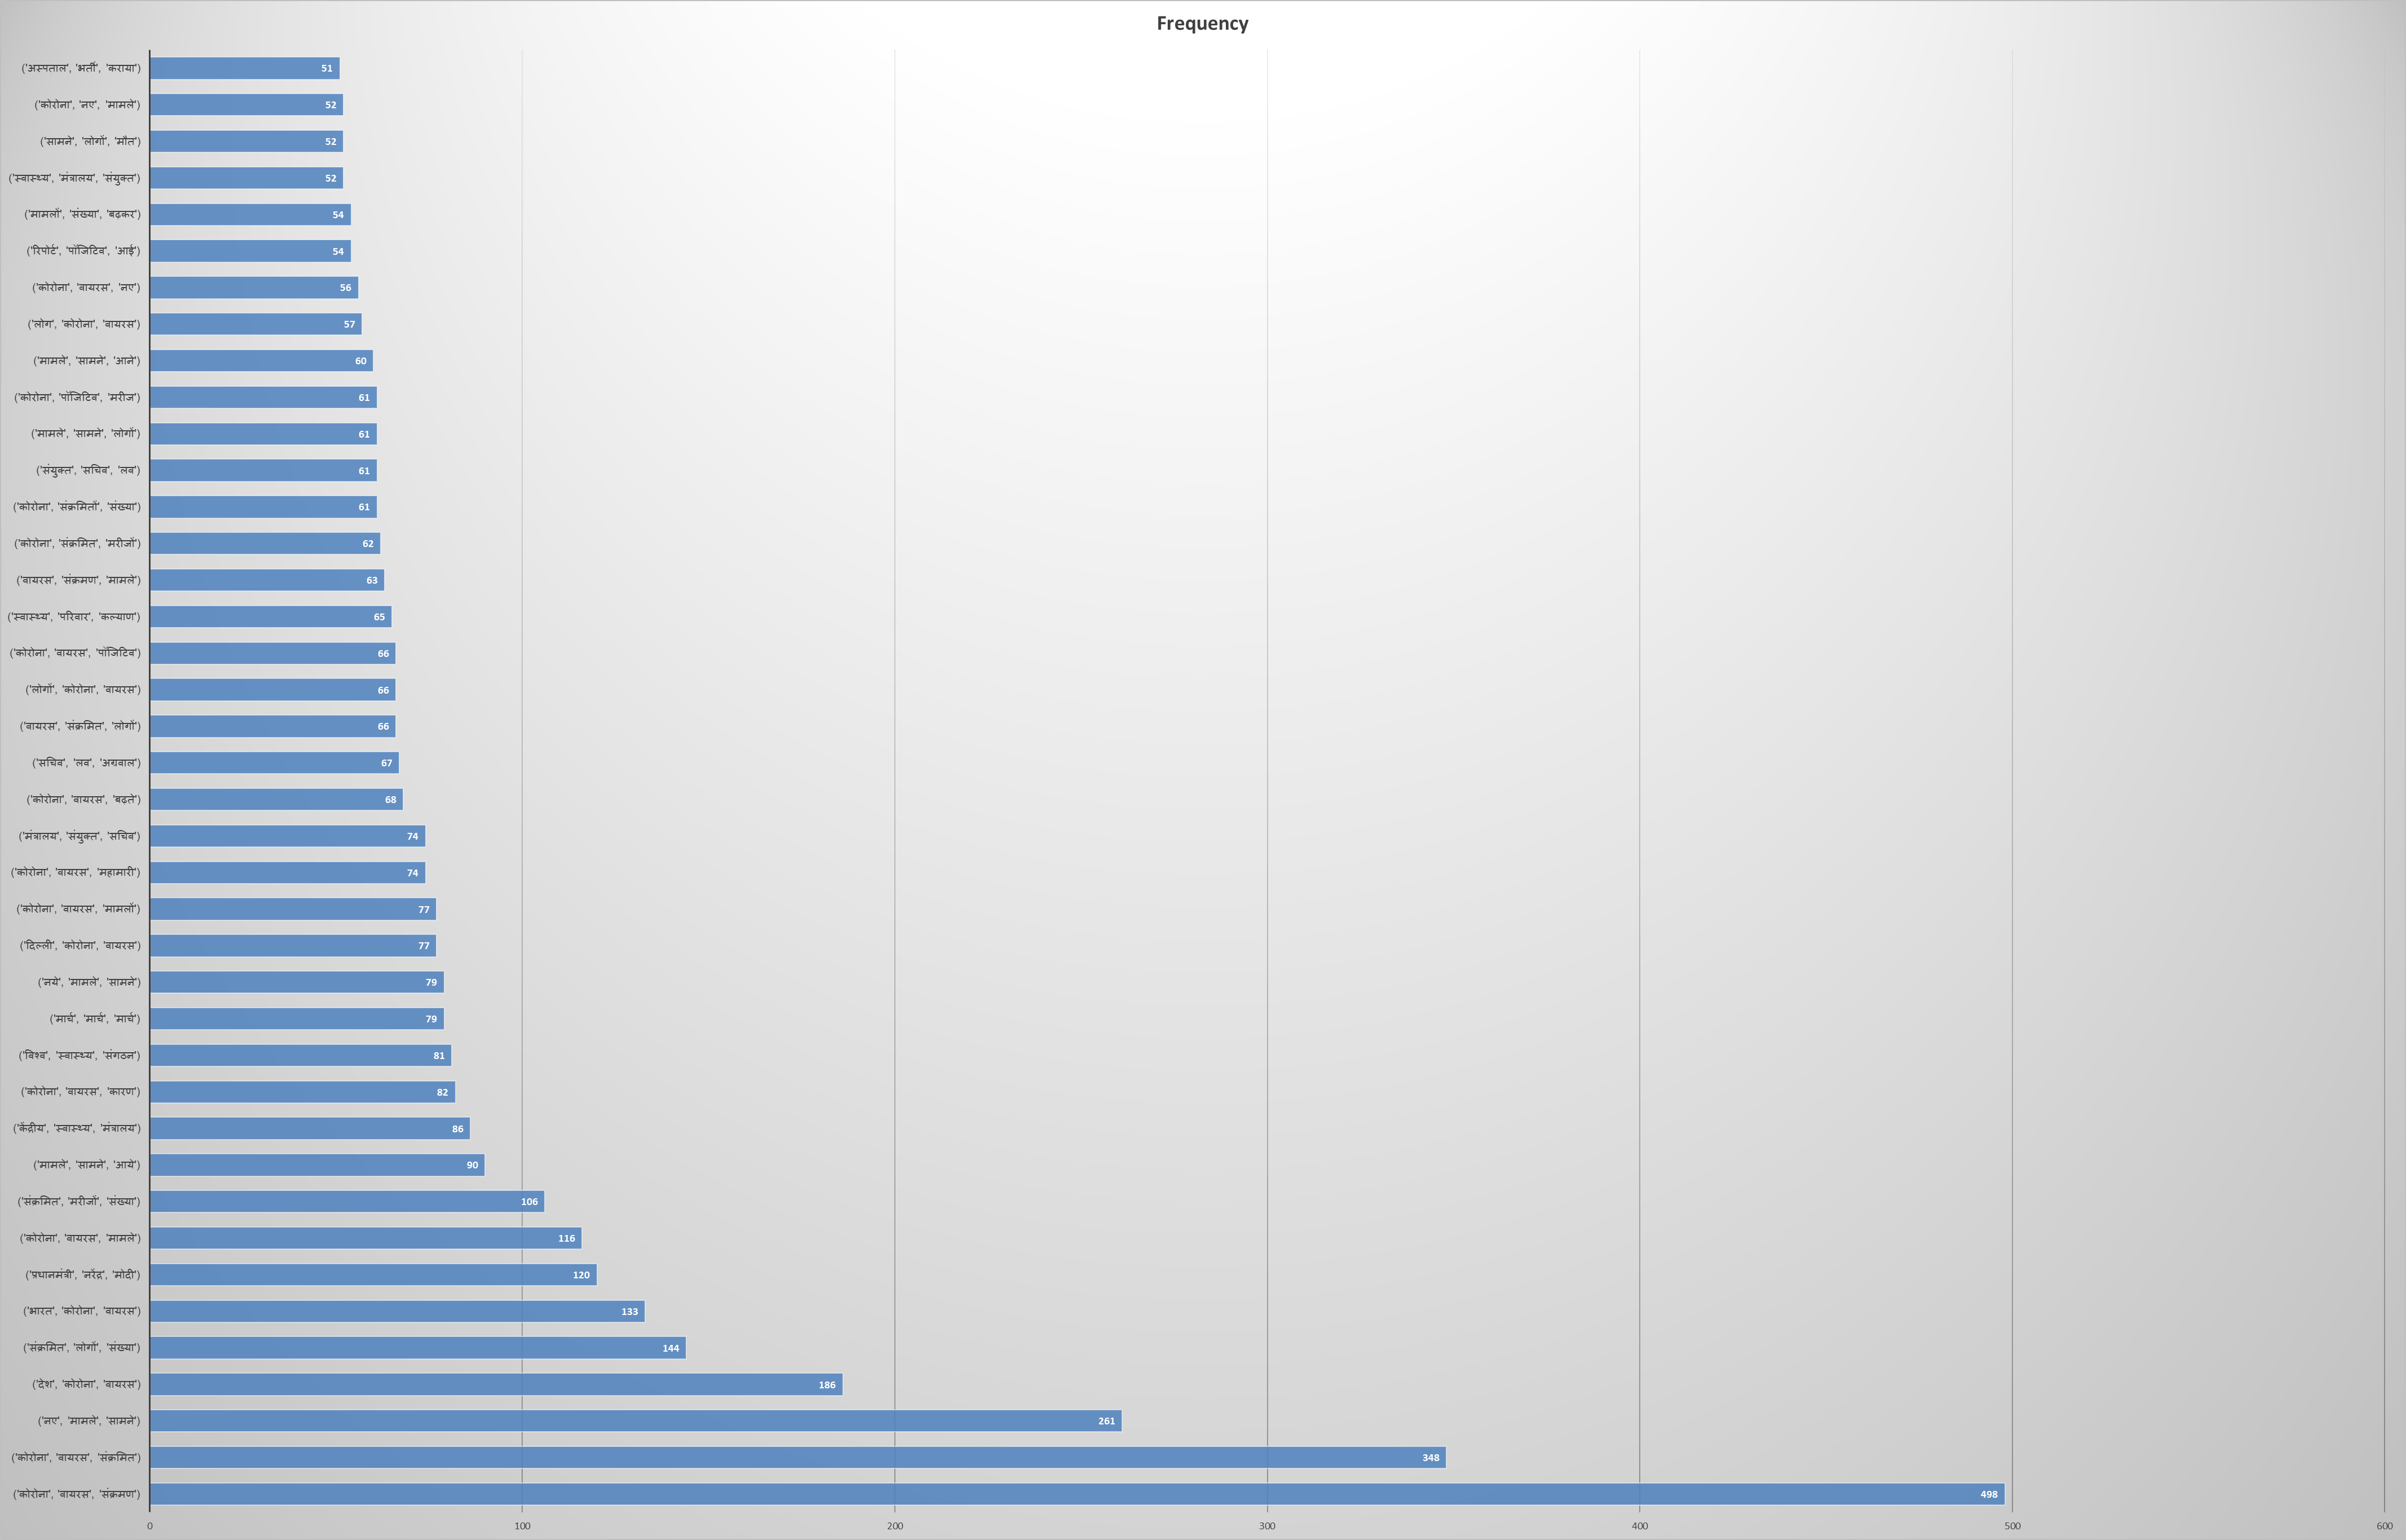 Frequency
('अस्पताल', 'भर्ती', 'कराया') 51
('कोरोना', 'नए', 'मामले') 52
('सामने', 'लोगों', 'मौत') 52
('स्वास्थ्य', 'मंत्रालय', 'संयुक्त') 52
('मामलों', 'संख्या', 'बढ़कर') 54
('रिपोर्ट', 'पॉजिटिव', 'आई') 54
('कोरोना', 'वायरस', 'नए') 56
('लोग', 'कोरोना', 'वायरस') 57
('मामले', 'सामने', 'आने') 60
('कोरोना', 'पॉजिटिव', 'मरीज') 61
('मामले', 'सामने', 'लोगों') 61
('संयुक्त', 'सचिव', 'लव') 61
('कोरोना', 'संक्रमितों', 'संख्या') 61
('कोरोना', 'संक्रमित', 'मरीजों') 62
('वायरस', 'संक्रमण', 'मामले') 63
('स्वास्थ्य', 'परिवार', 'कल्याण') 65
('कोरोना', 'वायरस', 'पॉजिटिव') 66
('लोगों', 'कोरोना', 'वायरस') 66
('वायरस', 'संक्रमित', 'लोगों') 66
('सचिव', 'लव', 'अग्रवाल') 67
('कोरोना', 'वायरस', 'बढ़ते') 68
('मंत्रालय', 'संयुक्त', 'सचिव') 74
('कोरोना', 'वायरस', 'महामारी') 74
('कोरोना', 'वायरस', 'मामलों') 77
('दिल्ली', 'कोरोना', 'वायरस') 77
('नये', 'मामले', 'सामने') 79
('मार्च', 'मार्च', 'मार्च') 79
('विश्व', 'स्वास्थ्य', 'संगठन') 81
('कोरोना', 'वायरस', 'कारण') 82
('केंद्रीय', 'स्वास्थ्य', 'मंत्रालय') 86
('मामले', 'सामने', 'आये') 90
('संक्रमित', 'मरीजों', 'संख्या') 106
('कोरोना', 'वायरस', 'मामले') 116
('प्रधानमंत्री', 'नरेंद्र', 'मोदी') 120
('भारत', 'कोरोना', 'वायरस') 133
('संक्रमित', 'लोगों', 'संख्या') 144
('देश', 'कोरोना', 'वायरस') 186
('नए', 'मामले', 'सामने') 261
('कोरोना', 'वायरस', 'संक्रमित') 348
('कोरोना', 'वायरस', 'संक्रमण') 498
0 100 200 300 400 500 600